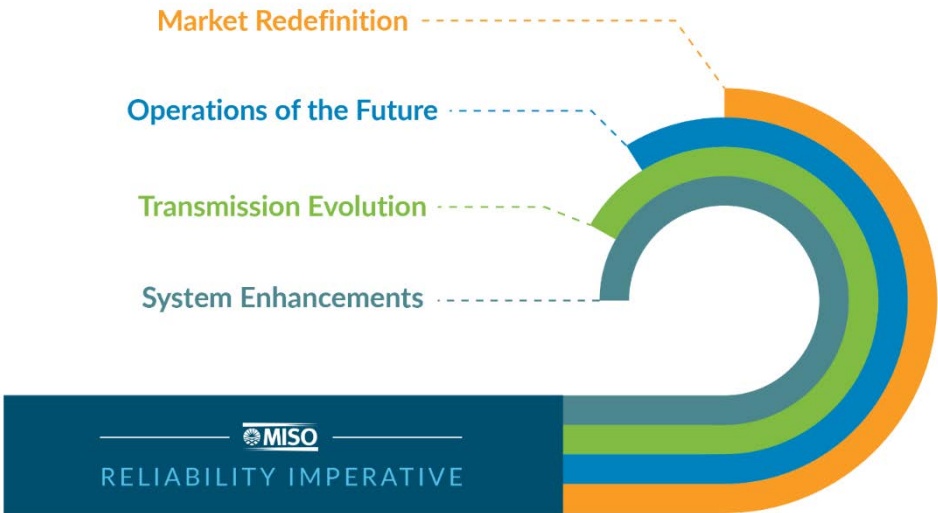 Market Redefinition
Operations of the Future
Transmission Evolution
System Enhancements
MISO
RELIABILITY IMPERATIVE